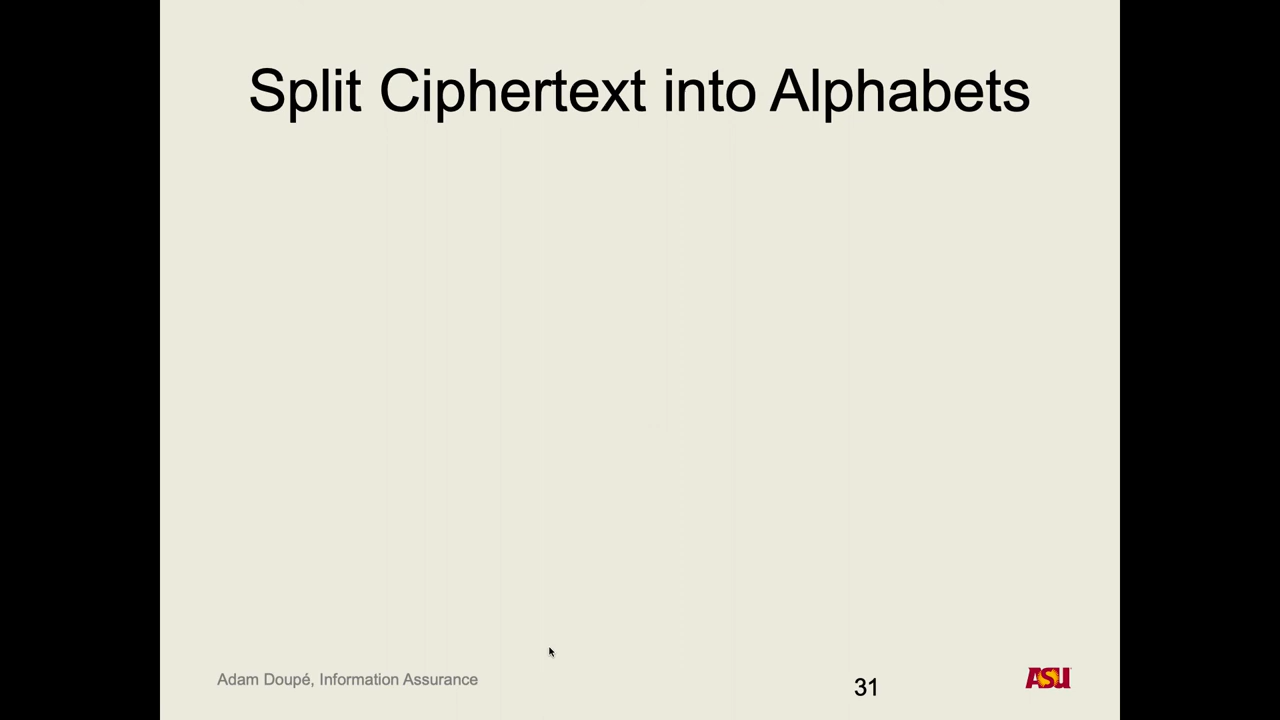 Split Ciphertext into Alphabets
Adam Doupé, Information Assurance
31
ASU